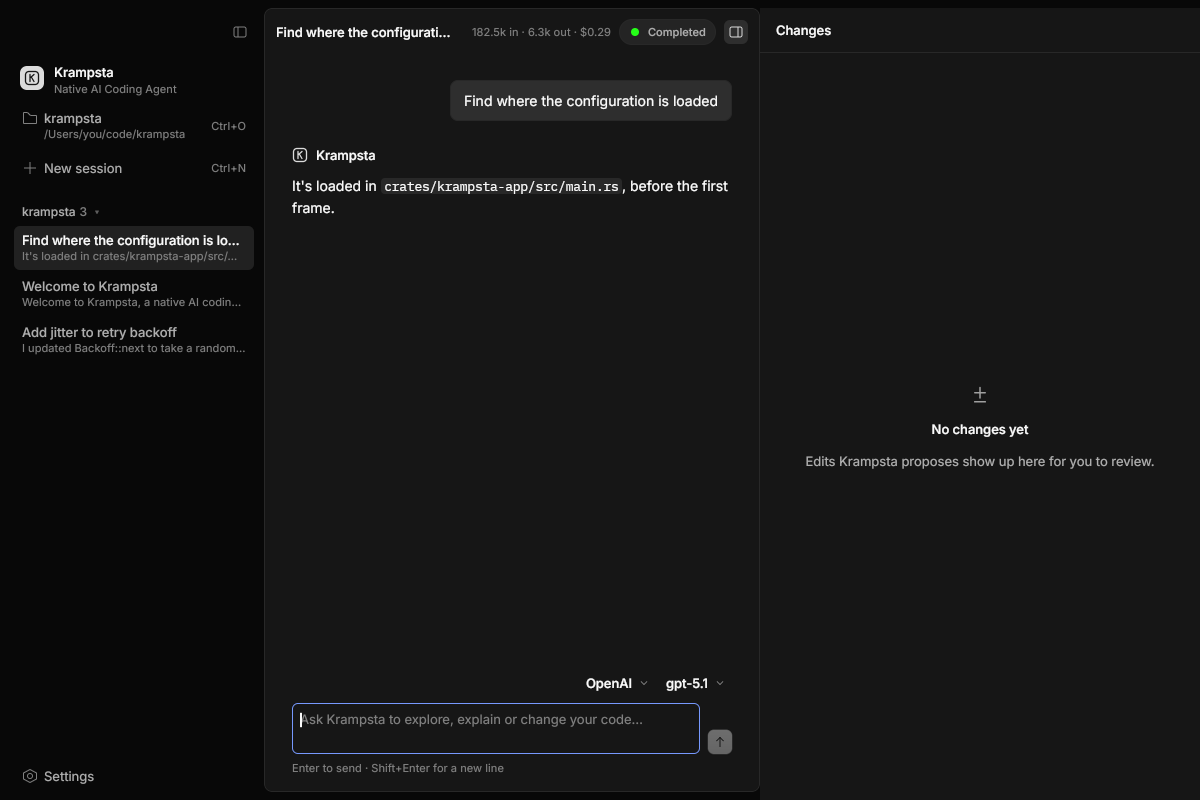 Krampsta
Native AI Coding Agent
krampsta
/Users/you/code/krampsta
Ctrl+O
New session
Ctrl+N
krampsta 3
Find where the configuration is lo...
It's loaded in crates/krampsta-app/src/...
Welcome to Krampsta
Welcome to Krampsta, a native AI codin...
Add jitter to retry backoff
I updated Backoff::next to take a random...
Settings
Find where the configurati...
182.5k in · 6.3k out · $0.29
Completed
Find where the configuration is loaded
K Krampsta
It's loaded in crates/krampsta-app/src/main.rs, before the first
frame.
OpenAI
gpt-5.1
Ask Krampsta to explore, explain or change your code...
Enter to send · Shift+Enter for a new line
Changes
No changes yet
Edits Krampsta proposes show up here for you to review.